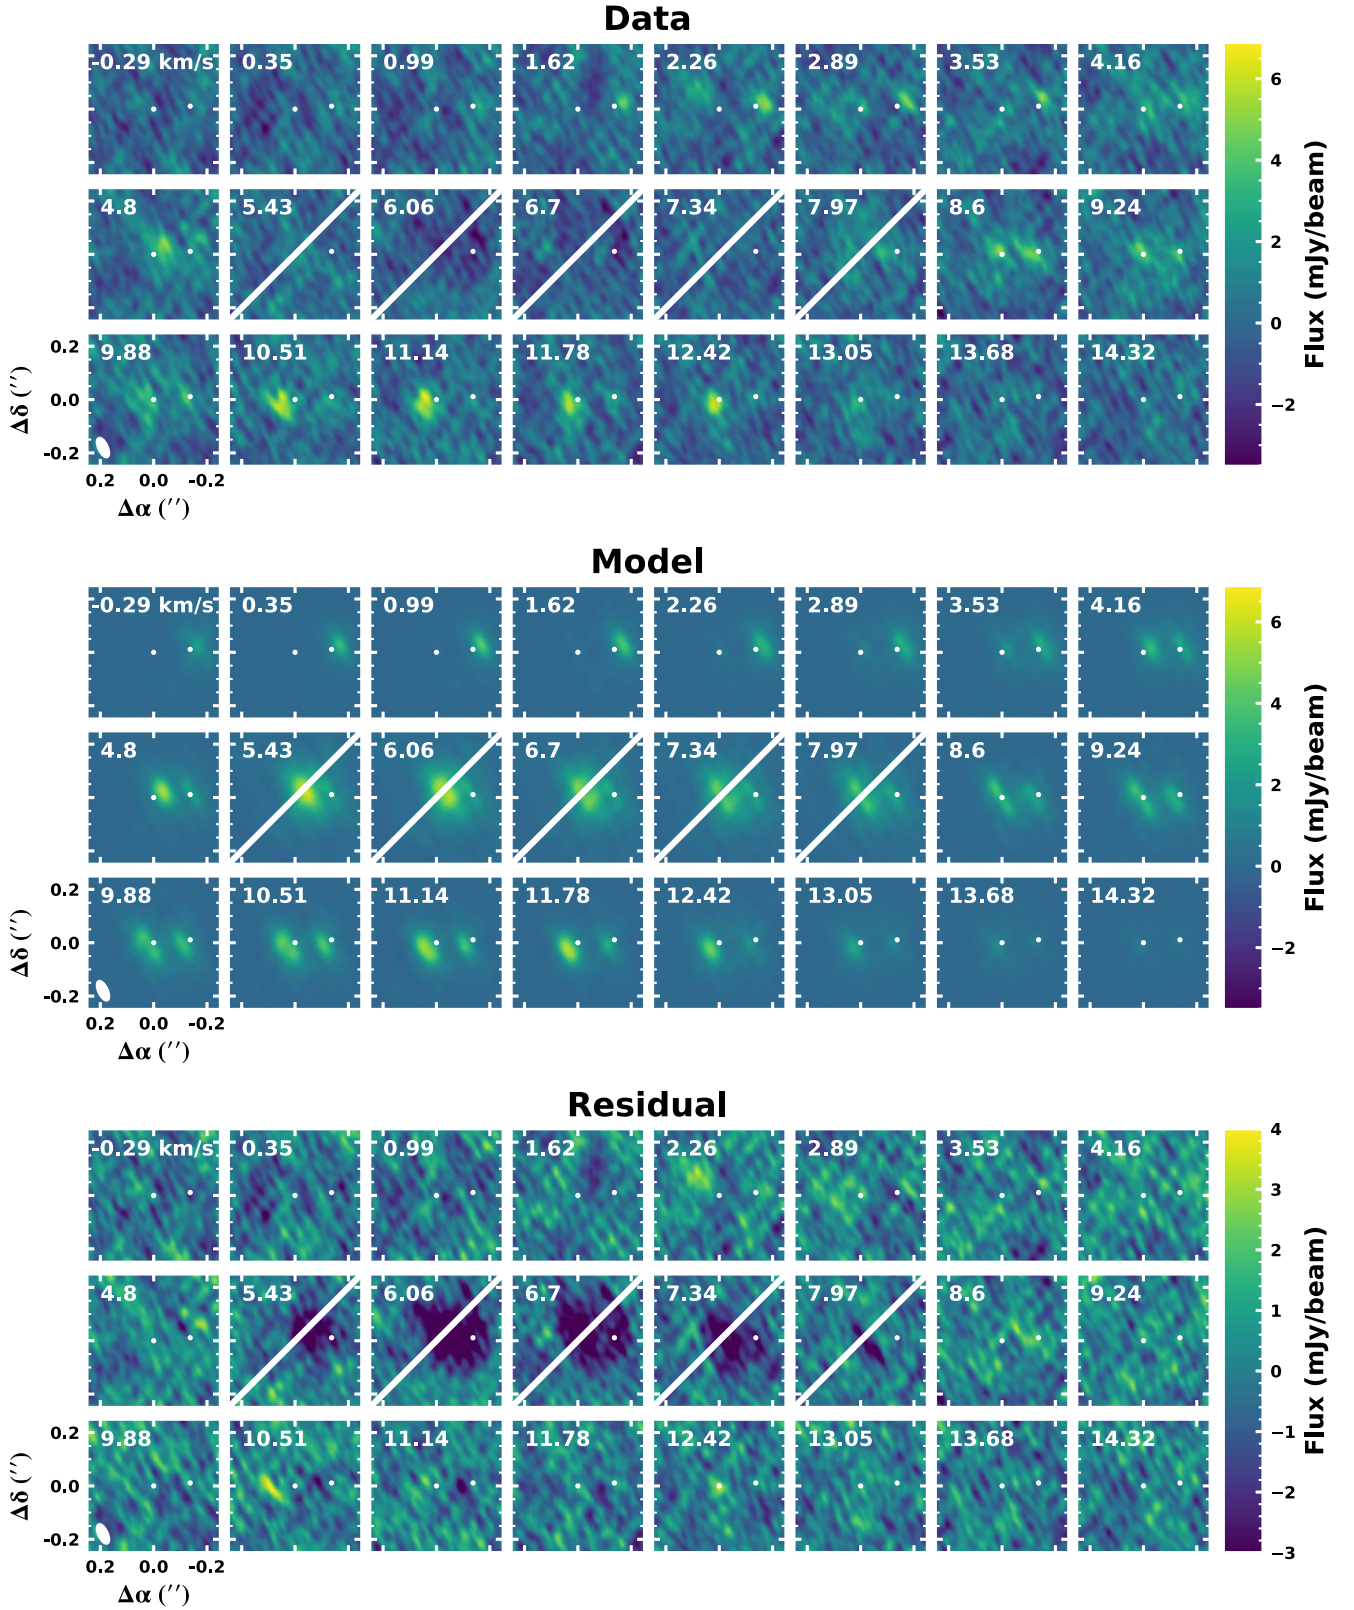 Data
-0.29 km/s 0.35 0.99 1.62 2.26 2.89 3.53 4.16
4.8 5.43 6.06 6.7 7.34 7.97 8.6 9.24
9.88 10.51 11.14 11.78 12.42 13.05 13.68 14.32
0.2
0.0
-0.2
Δδ (′′)
0.2 0.0 -0.2
Δα (′′)
6
4
2
0
−2
Flux (mJy/beam)
Model
-0.29 km/s 0.35 0.99 1.62 2.26 2.89 3.53 4.16
4.8 5.43 6.06 6.7 7.34 7.97 8.6 9.24
9.88 10.51 11.14 11.78 12.42 13.05 13.68 14.32
0.2
0.0
-0.2
Δδ (′′)
0.2 0.0 -0.2
Δα (′′)
6
4
2
0
−2
Flux (mJy/beam)
Residual
-0.29 km/s 0.35 0.99 1.62 2.26 2.89 3.53 4.16
4.8 5.43 6.06 6.7 7.34 7.97 8.6 9.24
9.88 10.51 11.14 11.78 12.42 13.05 13.68 14.32
0.2
0.0
-0.2
Δδ (′′)
0.2 0.0 -0.2
Δα (′′)
4
3
2
1
0
−1
−2
−3
Flux (mJy/beam)